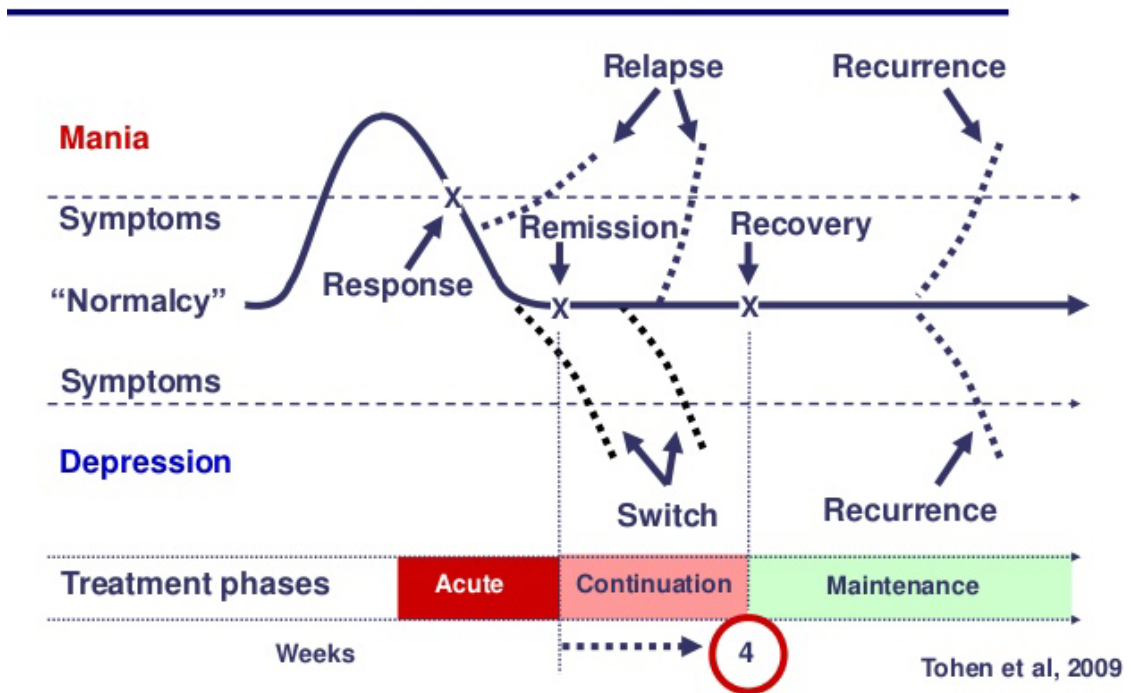 Relapse
Recurrence
Mania
X
Symptoms
Remission
Recovery
Response
“Normalcy”
X
X
Symptoms
Depression
Switch
Recurrence
Treatment phases
Acute
Continuation
Maintenance
Weeks
4
Tohen et al, 2009